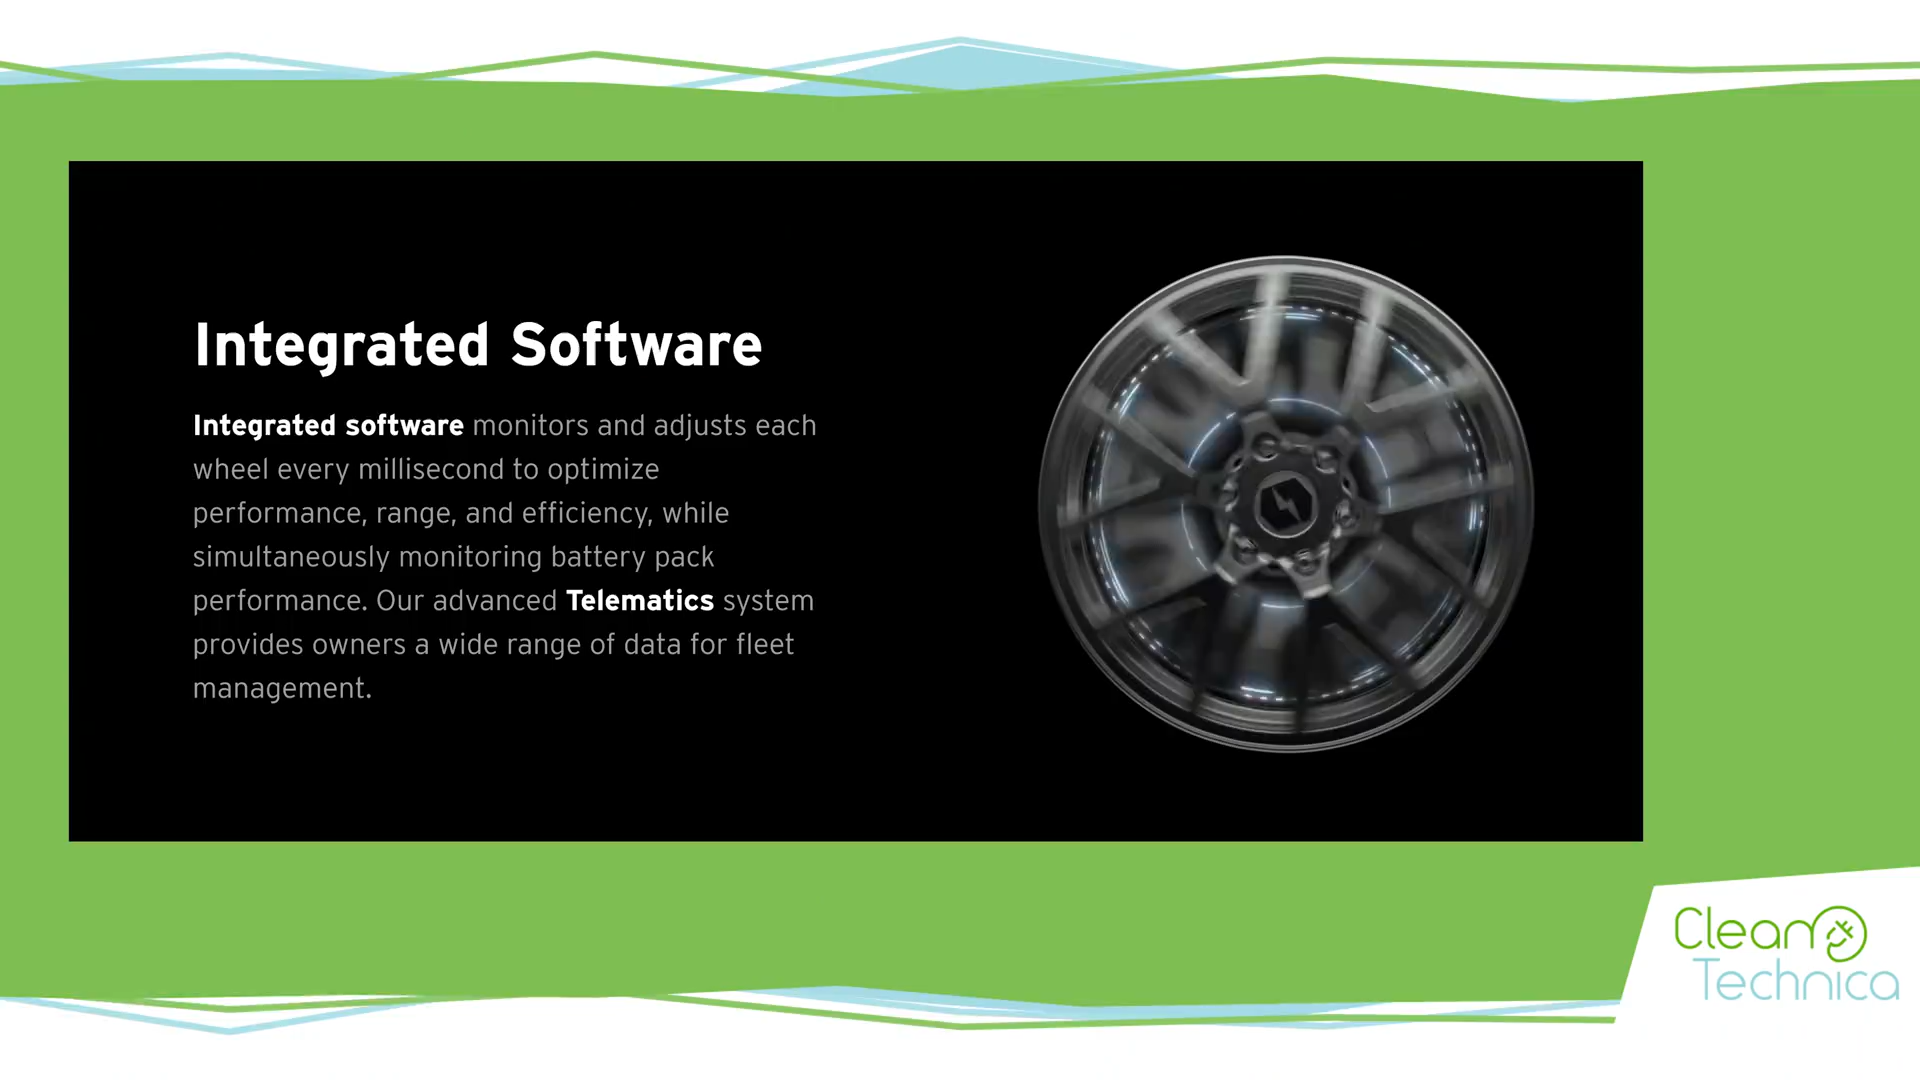 Integrated Software
Integrated software monitors and adjusts each
wheel every millisecond to optimize
performance, range, and efficiency, while
simultaneously monitoring battery pack
performance. Our advanced Telematics system
provides owners a wide range of data for fleet
management.
Clean
Technica